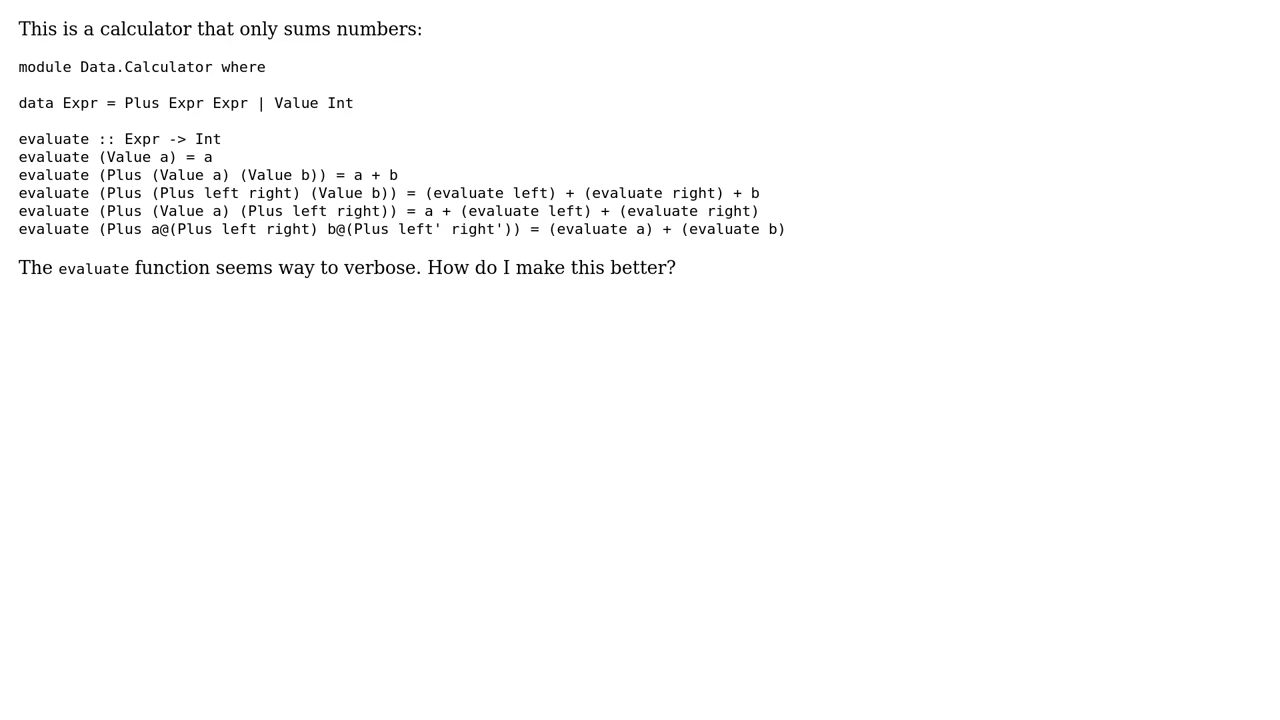 This is a calculator that only sums numbers:
module Data.Calculator where
data Expr = Plus Expr Expr | Value Int
evaluate :: Expr -> Int
evaluate (Value a) = a
evaluate (Plus (Value a) (Value b)) = a + b
evaluate (Plus (Plus left right) (Value b)) = (evaluate left) + (evaluate right) + b
evaluate (Plus (Value a) (Plus left right)) = a + (evaluate left) + (evaluate right)
evaluate (Plus a@(Plus left right) b@(Plus left' right')) = (evaluate a) + (evaluate b)
The evaluate function seems way to verbose. How do I make this better?